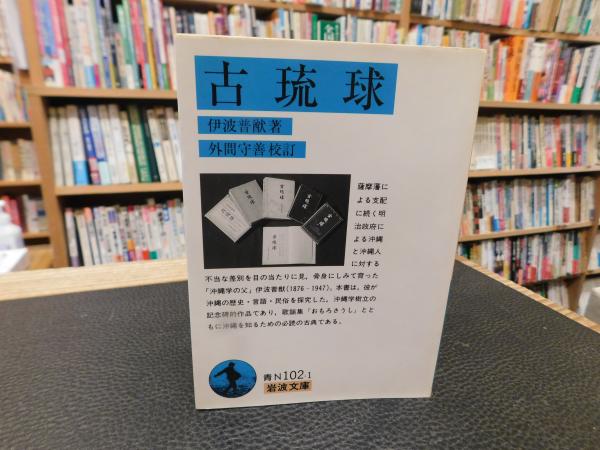 古琉球
伊波普猷著
外間守善校訂
薩摩藩に
よる支配
に続く明
治政府に
よる沖縄
と沖縄人
に対する
不当な差別を目の当たりに見，骨身にしみて育った
「沖縄学の父」伊波普猷（1876－1947）．本書は，彼が
沖縄の歴史・言語・民俗を探究した，沖縄学樹立の
記念碑的作品であり，歌謡集『おもろさうし』とと
もに沖縄を知るための必読の古典である．
青N102-1
岩波文庫